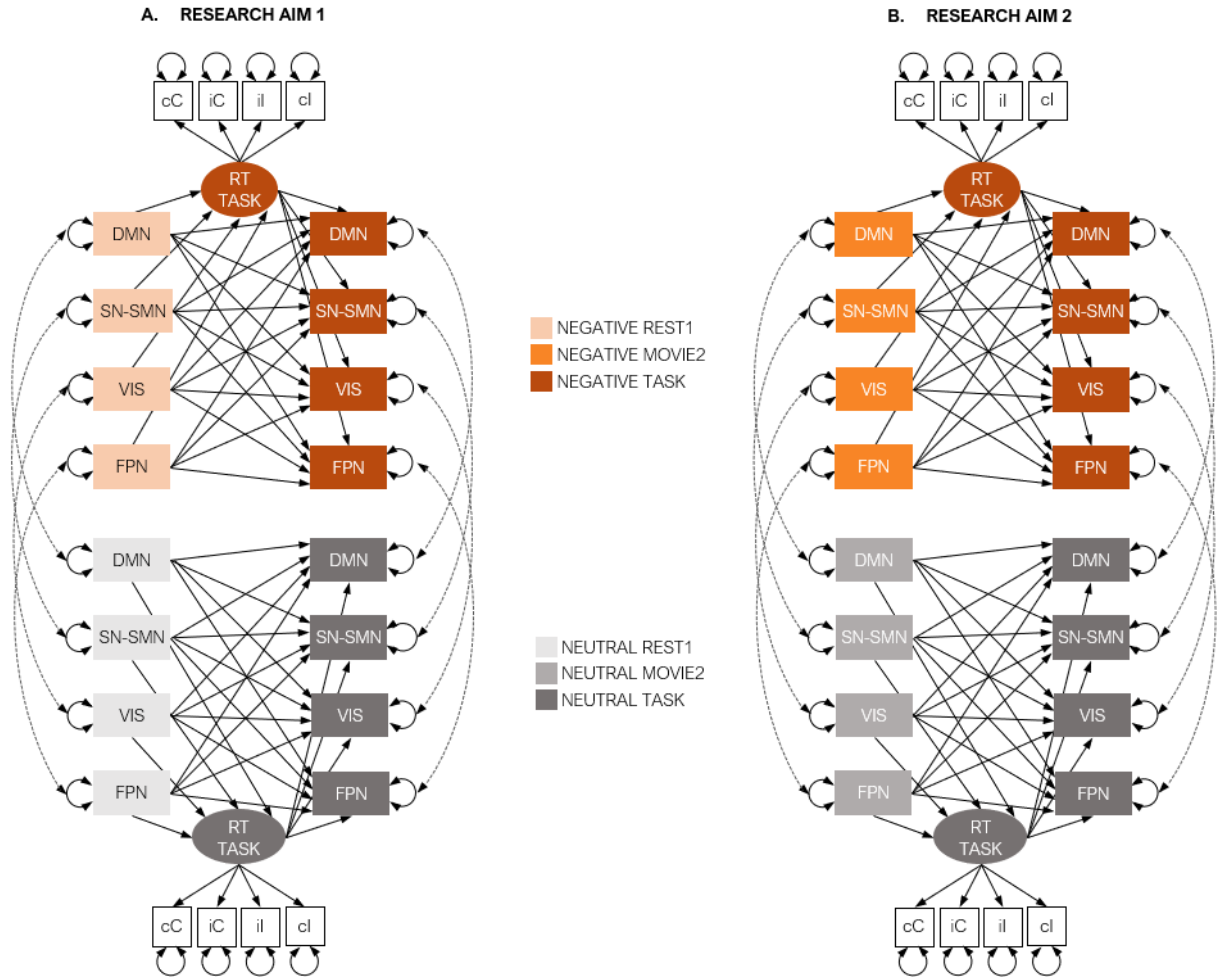 A. RESEARCH AIM 1
cC iC iI cI
RT
TASK
DMN DMN
SN-SMN SN-SMN
VIS VIS
FPN FPN
DMN DMN
SN-SMN SN-SMN
VIS VIS
FPN FPN
RT
TASK
cC iC iI cI
NEGATIVE REST1
NEGATIVE MOVIE2
NEGATIVE TASK
NEUTRAL REST1
NEUTRAL MOVIE2
NEUTRAL TASK
B. RESEARCH AIM 2
cC iC iI cI
RT
TASK
DMN DMN
SN-SMN SN-SMN
VIS VIS
FPN FPN
DMN DMN
SN-SMN SN-SMN
VIS VIS
FPN FPN
RT
TASK
cC iC iI cI